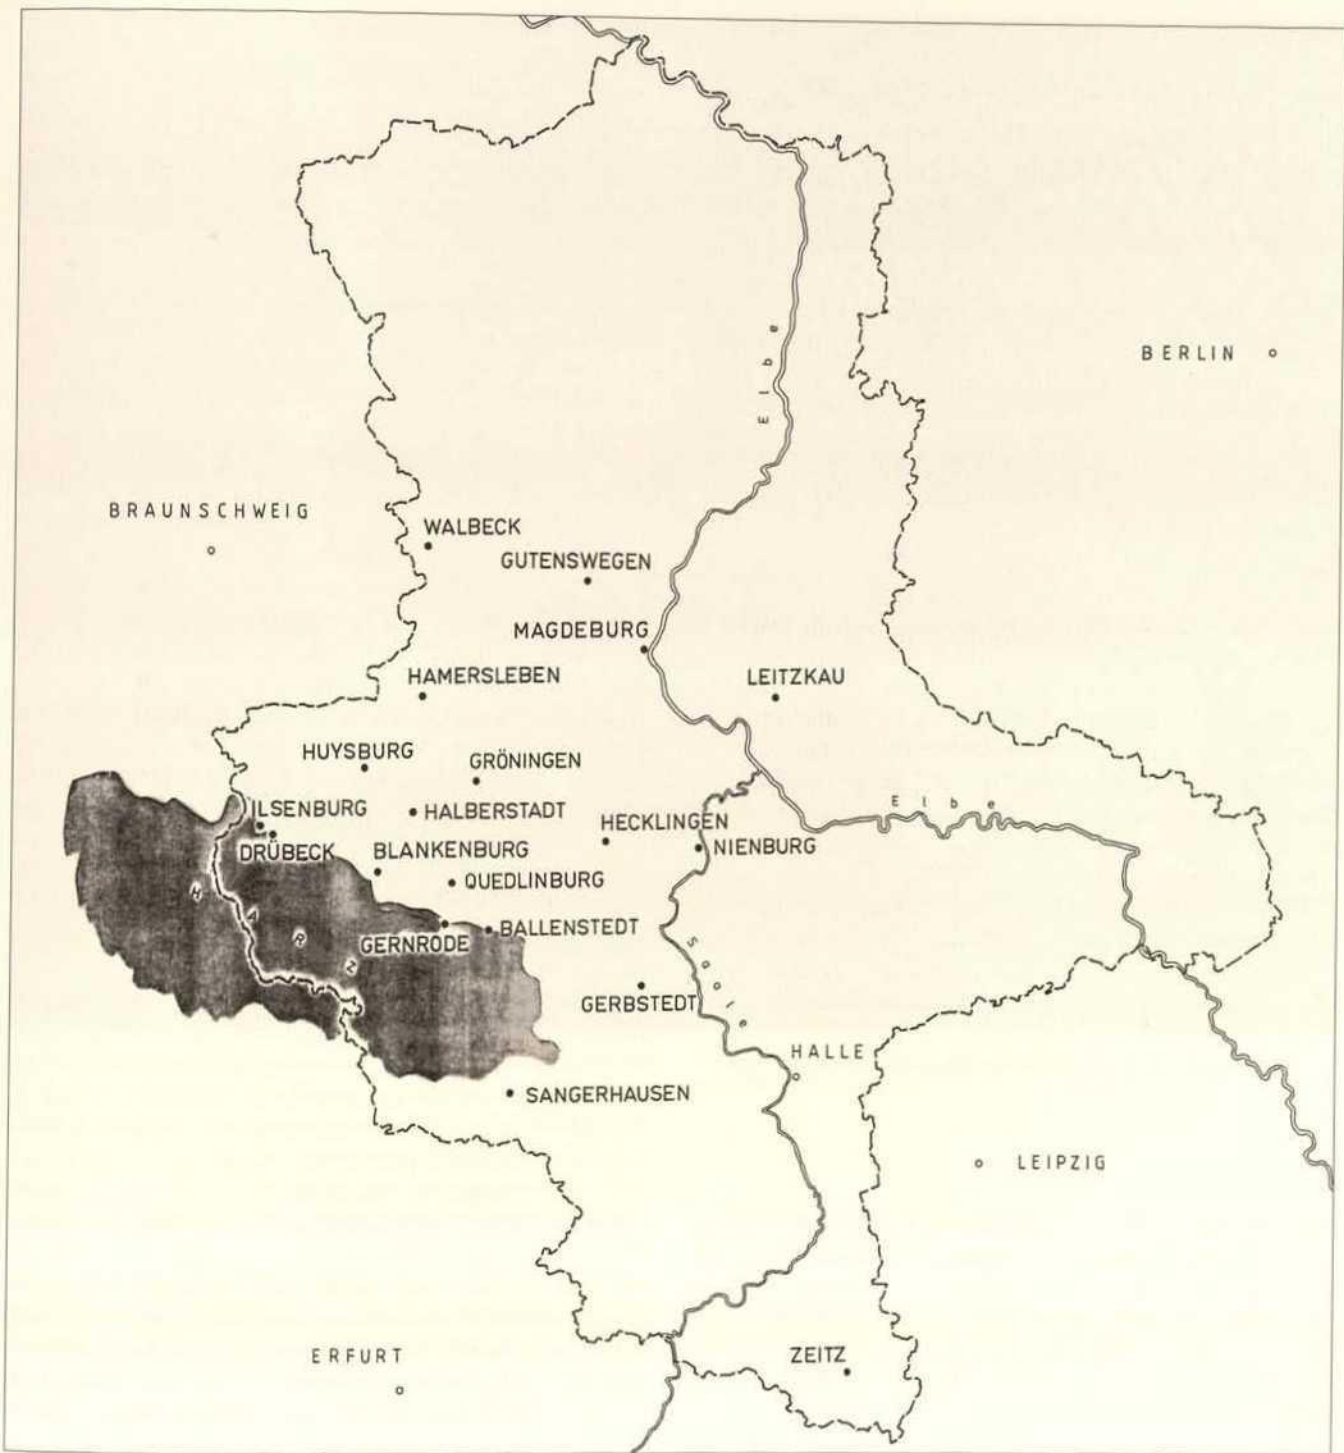 Elbe
BERLIN
BRAUNSCHWEIG
WALBECK
GUTENSWEGEN
MAGDEBURG
HAMERSLEBEN
LEITZKAU
HUYSBURG
GRÖNINGEN
ILSENBURG
HALBERSTADT
Elbe
HECKLINGEN
DRÜBECK
BLANKENBURG
NIENBURG
QUEDLINBURG
HARZ
GERNRODE
BALLENSTEDT
Saale
GERBSTEDT
HALLE
SANGERHAUSEN
LEIPZIG
ERFURT
ZEITZ